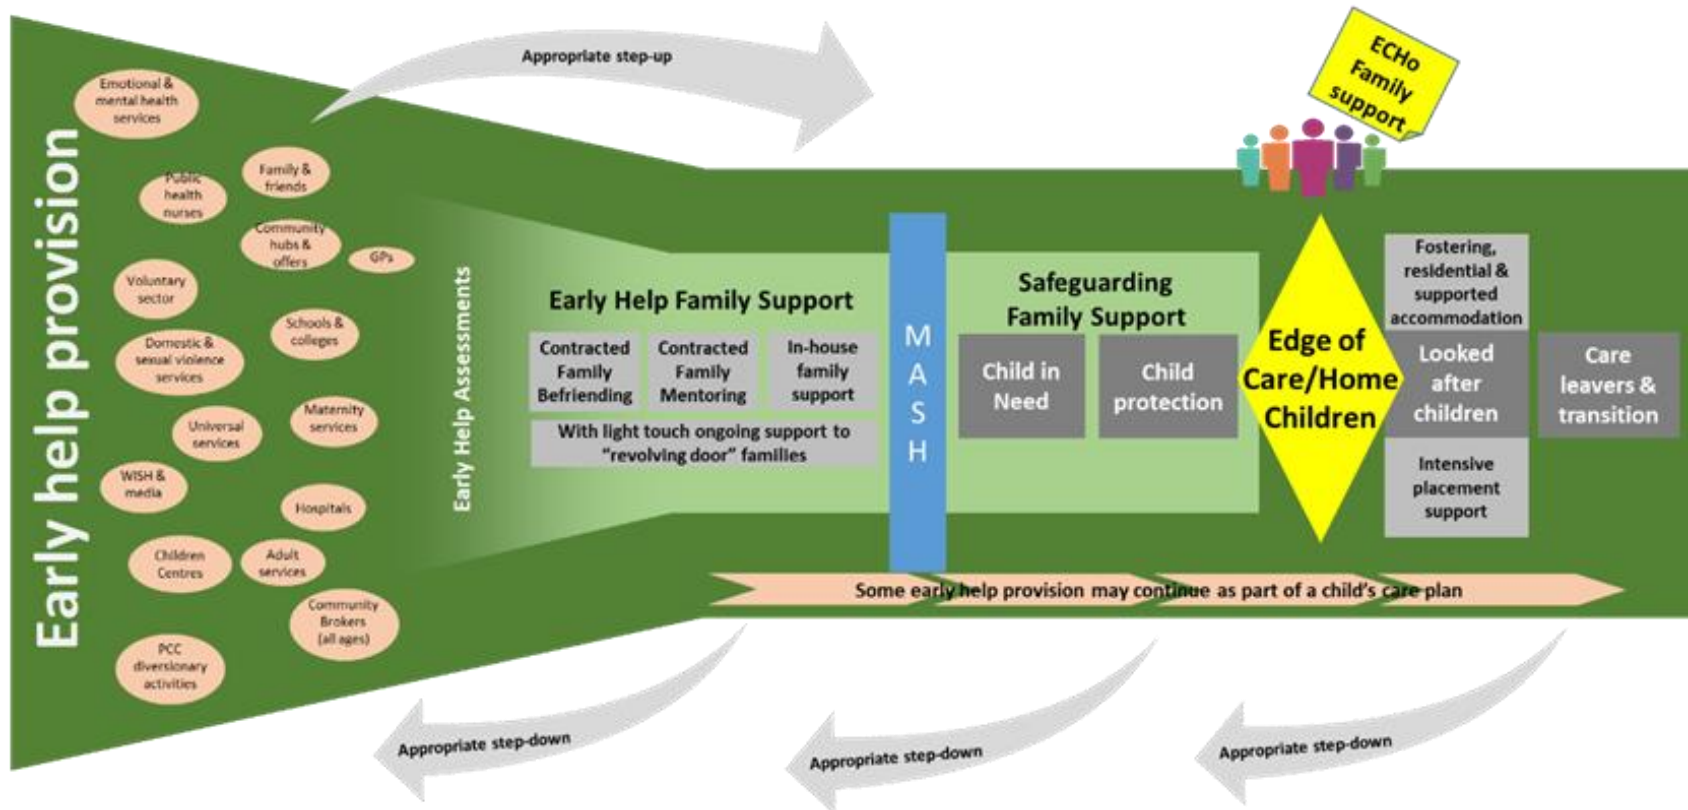 Early help provision
Emotional &
mental health
services
Public
health
nurses
Family &
friends
Community
hubs &
offers
GPs
Voluntary
sector
Schools &
colleges
Domestic &
sexual violence
services
Maternity
services
Universal
services
WISH &
media
Hospitals
Children
Centres
Adult
services
Community
Brokers
(all ages)
PCC
diversionary
activities
Appropriate step-up
Early Help Assessments
Early Help Family Support
Contracted
Family
Befriending
Contracted
Family
Mentoring
In-house
family
support
With light touch ongoing support to
“revolving door” families
M
A
S
H
Safeguarding
Family Support
Child in
Need
Child
protection
ECHo
Family
support
Edge of
Care/Home
Children
Fostering,
residential &
supported
accommodation
Looked
after
children
Intensive
placement
support
Care
leavers &
transition
Some early help provision may continue as part of a child’s care plan
Appropriate step-down
Appropriate step-down
Appropriate step-down